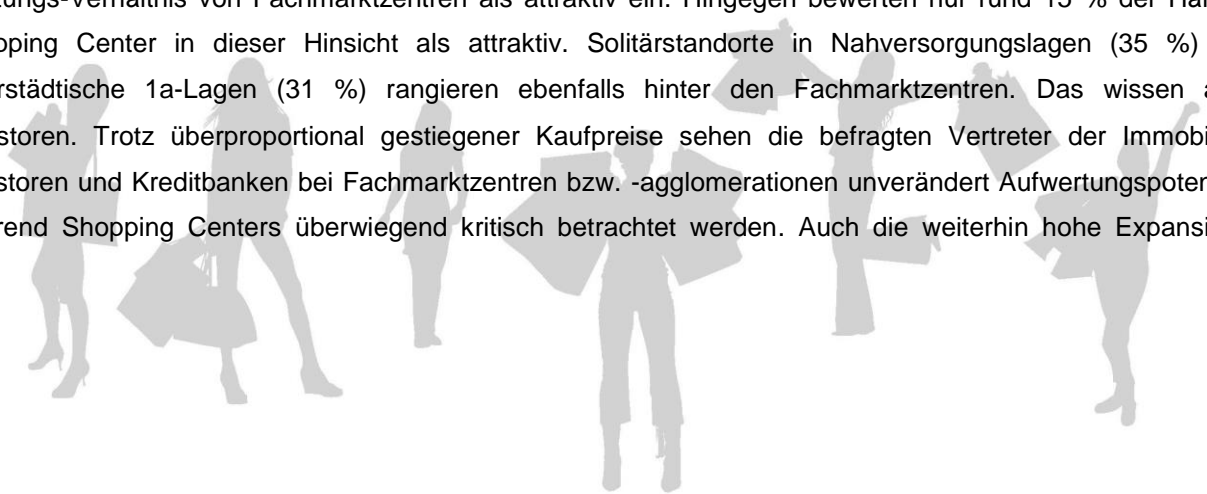 tungs-Verhältnis von Fachmarktzentren als attraktiv ein. Hingegen bewerten nur rund 15 % der
opping Center in dieser Hinsicht als attraktiv. Solitärstandorte in Nahversorgungslagen (35 %)
rstädtische 1a-Lagen (31 %) rangieren ebenfalls hinter den Fachmarktzentren. Das wissen a
storen. Trotz überproportional gestiegener Kaufpreise sehen die befragten Vertreter der Immobi
storen und Kreditbanken bei Fachmarktzentren bzw. -agglomerationen unverändert Aufwertungspoten
rend Shopping Centers überwiegend kritisch betrachtet werden. Auch die weiterhin hohe Expansi